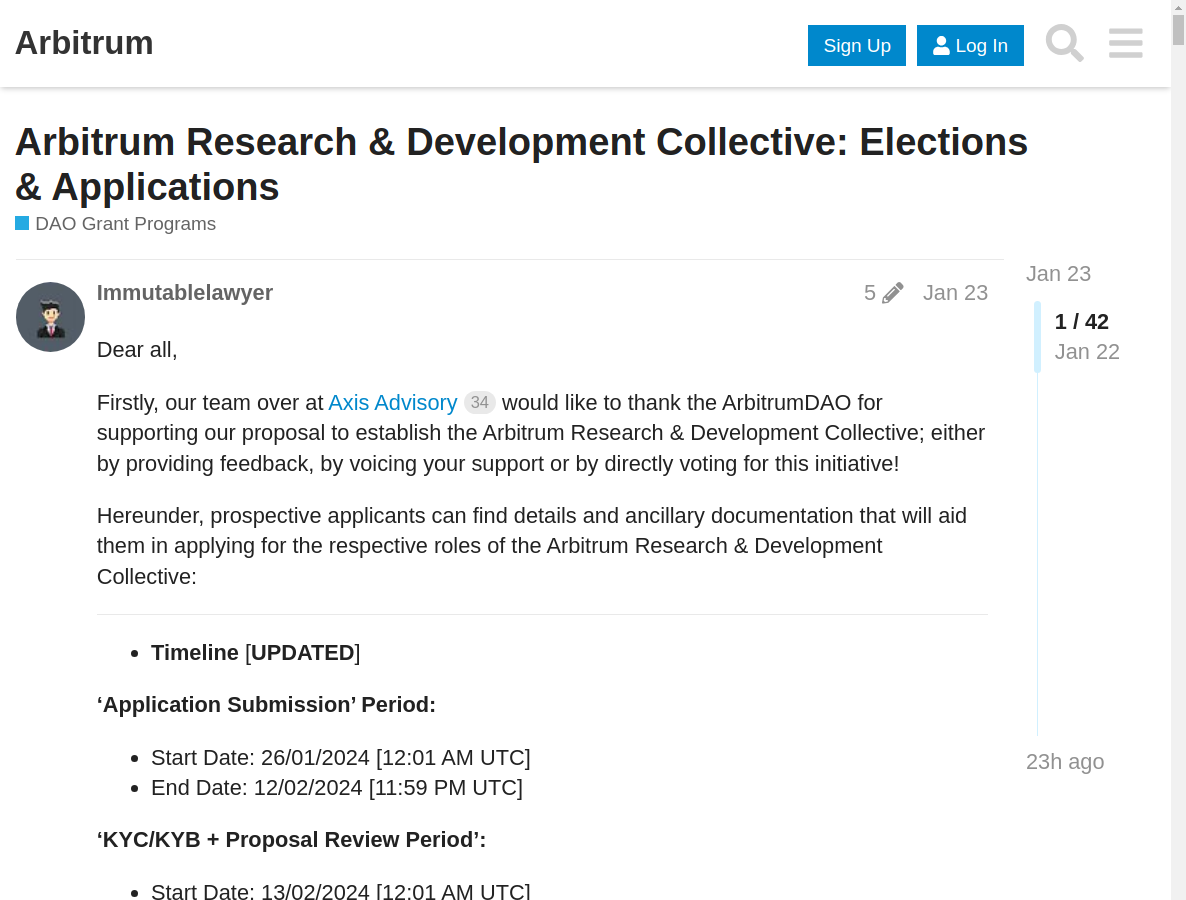 Arbitrum
Sign Up
Log In
Arbitrum Research & Development Collective: Elections
& Applications
DAO Grant Programs
Immutablelawyer
5
Jan 23
Dear all,
Firstly, our team over at Axis Advisory 34 would like to thank the ArbitrumDAO for
supporting our proposal to establish the Arbitrum Research & Development Collective; either
by providing feedback, by voicing your support or by directly voting for this initiative!
Hereunder, prospective applicants can find details and ancillary documentation that will aid
them in applying for the respective roles of the Arbitrum Research & Development
Collective:
• Timeline [UPDATED]
‘Application Submission’ Period:
• Start Date: 26/01/2024 [12:01 AM UTC]
• End Date: 12/02/2024 [11:59 PM UTC]
‘KYC/KYB + Proposal Review Period’:
• Start Date: 13/02/2024 [12:01 AM UTC]
Jan 23
1 / 42
Jan 22
23h ago